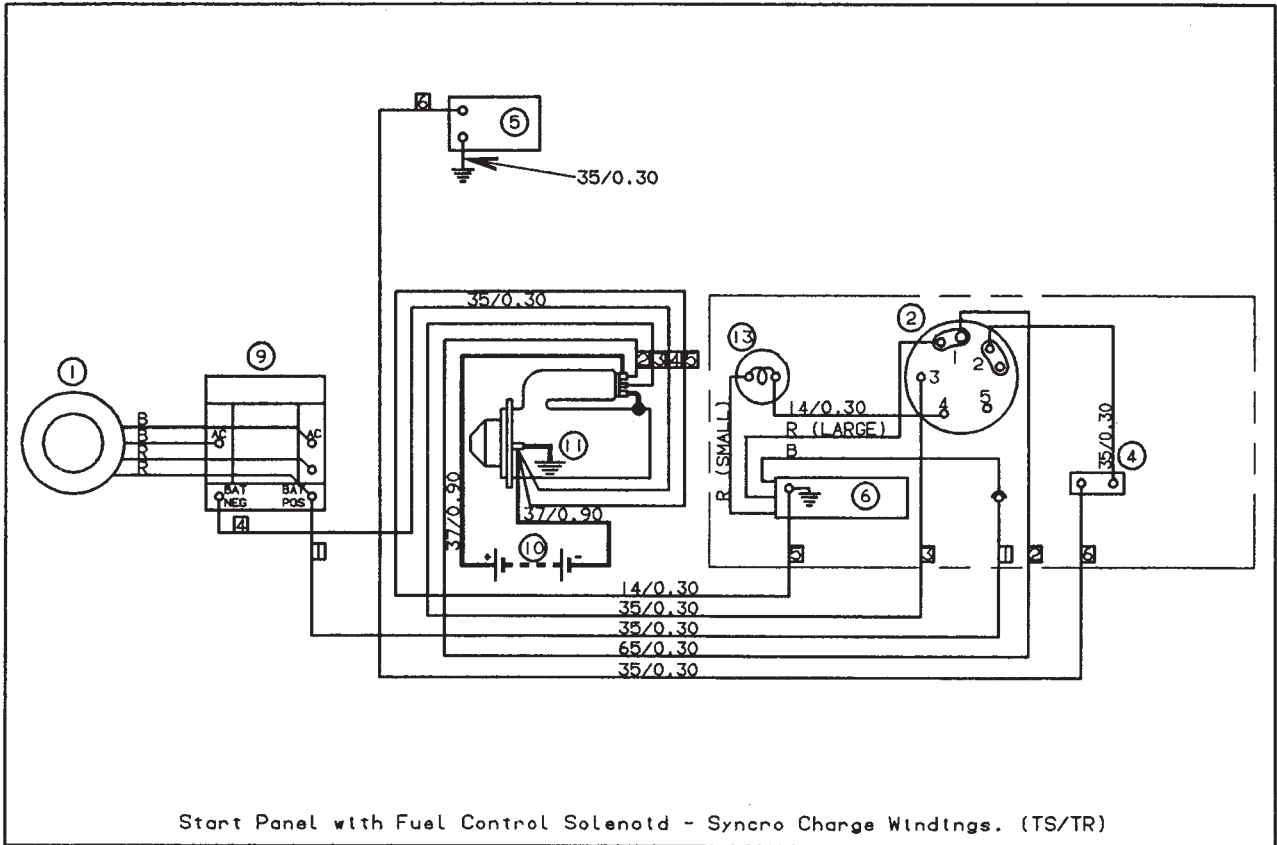 6
5
35/0.30
35/0.30
2
13
1
2
9
2 3 4 5
1
3
B
14/0.30
4
5
B
AC
AC
R (LARGE)
R
R (SMALL)
B
35/0.30
4
R
11
BAT NEG
BAT POS
6
37/0.90
37/0.90
4
1
+
10
-
5
3
1
2
6
14/0.30
35/0.30
35/0.30
65/0.30
35/0.30
Start Panel with Fuel Control Solenoid - Syncro Charge Windings. (TS/TR)